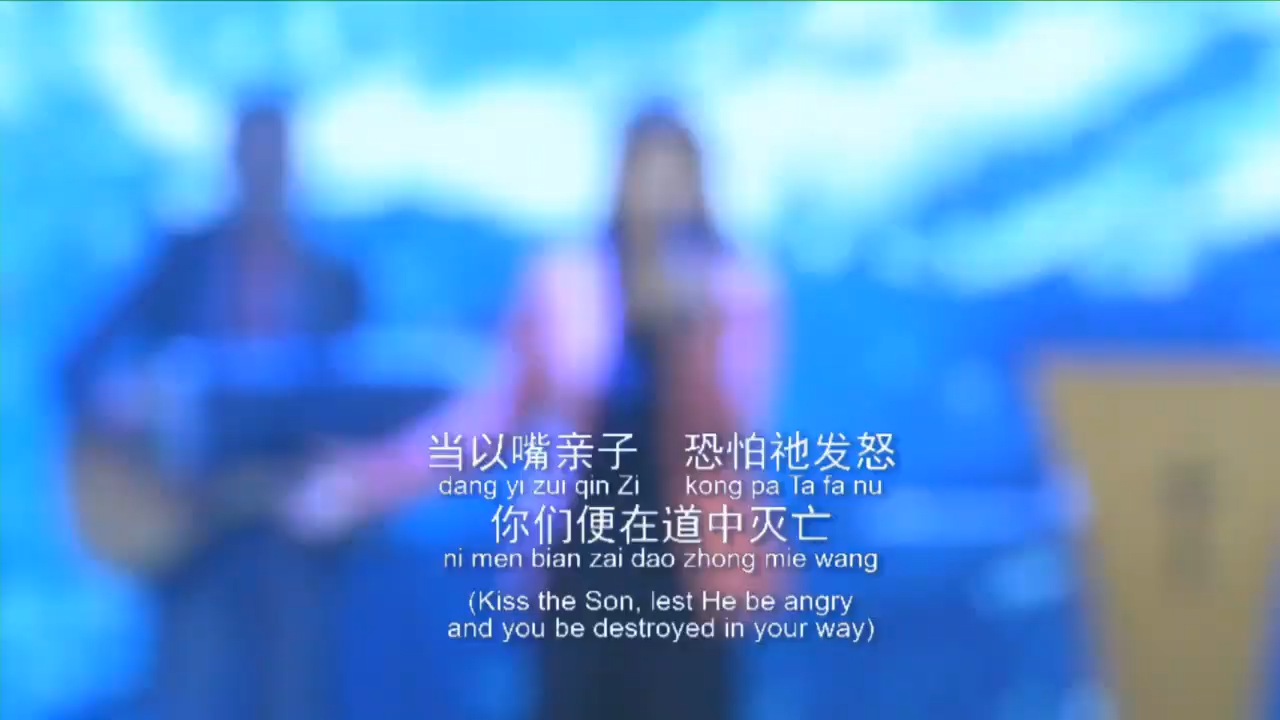 当以嘴亲子 恐怕祂发怒
dang yi zui qin Zi kong pa Ta fa nu
你们便在道中灭亡
ni men bian zai dao zhong mie wang
(Kiss the Son, lest He be angry
and you be destroyed in your way)